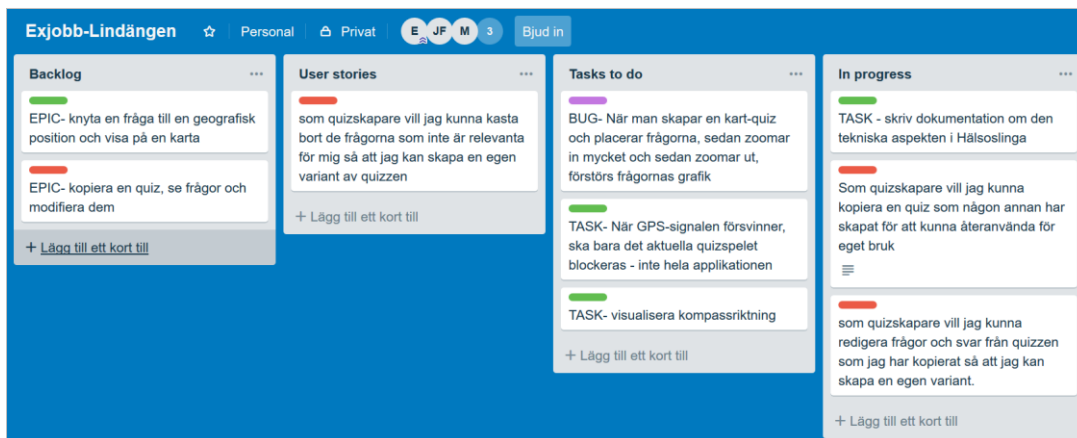 Exjobb-Lindängen Personal Privat E JF M 3 Bjud in
Backlog
EPIC- knyta en fråga till en geografisk
position och visa på en karta
EPIC- kopiera en quiz, se frågor och
modifiera dem
+ Lägg till ett kort till
User stories
som quizskapare vill jag kunna kasta
bort de frågorna som inte är relevanta
för mig så att jag kan skapa en egen
variant av quizzen
+ Lägg till ett kort till
Tasks to do
BUG- När man skapar en kart-quiz
och placerar frågorna, sedan zoomar
in mycket och sedan zoomar ut,
förstörs frågornas grafik
TASK- När GPS-signalen försvinner,
ska bara det aktuella quizspelet
blockeras - inte hela applikationen
TASK- visualisera kompassriktning
+ Lägg till ett kort till
In progress
TASK - skriv dokumentation om den
tekniska aspekten i Hälsoslinga
Som quizskapare vill jag kunna
kopiera en quiz som någon annan har
skapat för att kunna återanvända för
eget bruk
som quizskapare vill jag kunna
redigera frågor och svar från quizzen
som jag har kopierat så att jag kan
skapa en egen variant.
+ Lägg till ett kort till